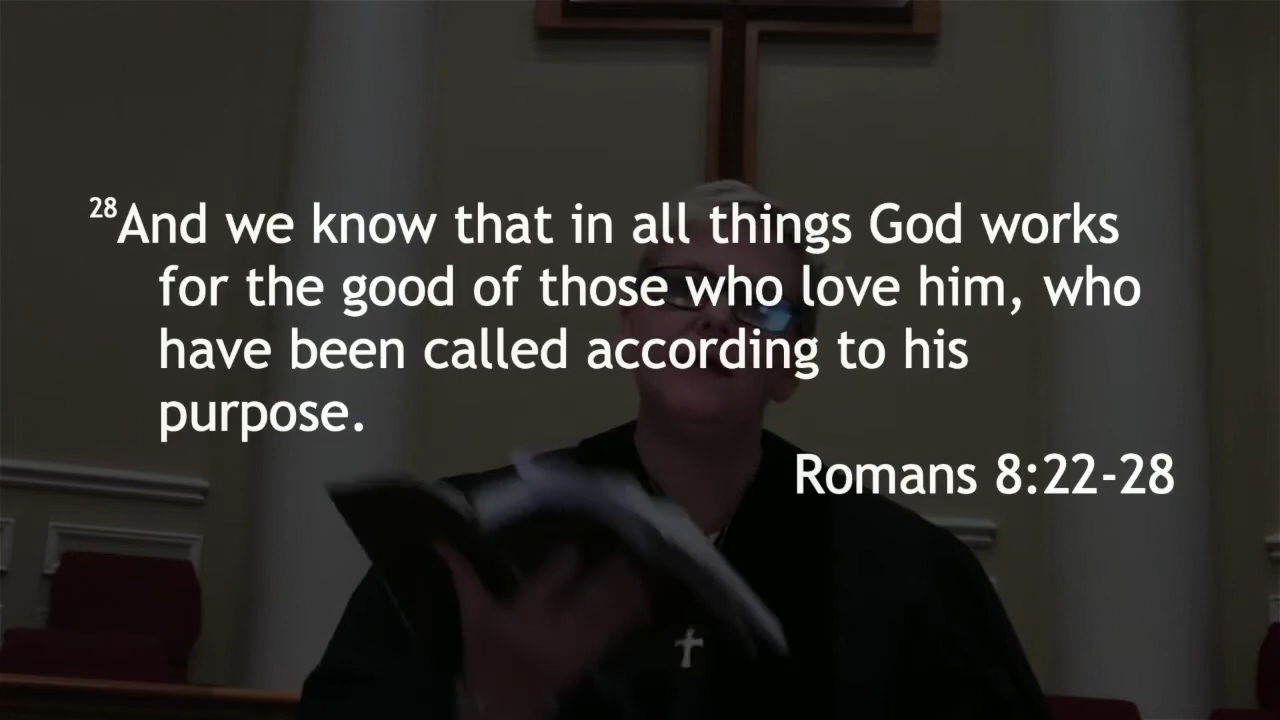 28And we know that in all things God works
for the good of those who love him, who
have been called according to his
purpose.
Romans 8:22-28